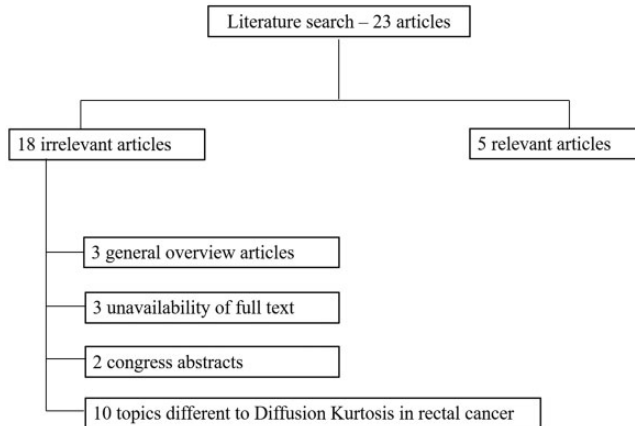 Literature search – 23 articles
18 irrelevant articles
5 relevant articles
3 general overview articles
3 unavailability of full text
2 congress abstracts
10 topics different to Diffusion Kurtosis in rectal cancer